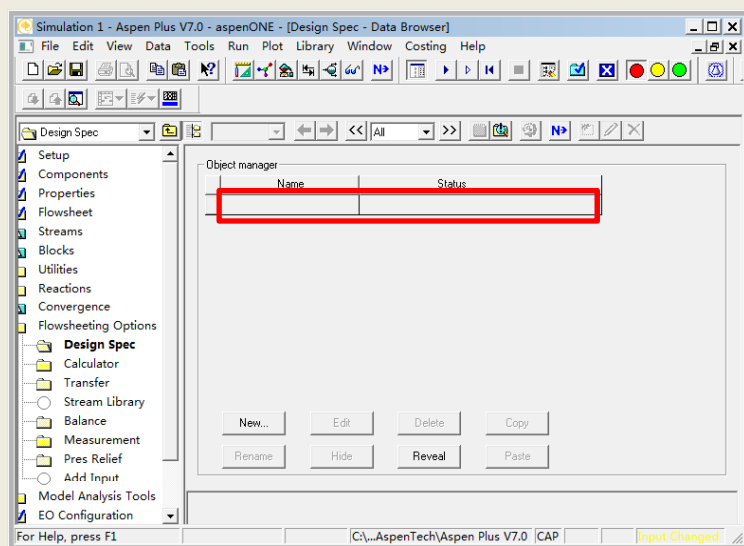 Simulation 1 - Aspen Plus V7.0 - aspenONE - [Design Spec - Data Browser]
File Edit View Data Tools Run Plot Library Window Costing Help
N>
Design Spec
<< All >> N>
Setup
Components
Properties
Flowsheet
Streams
Blocks
Utilities
Reactions
Convergence
Flowsheeting Options
Design Spec
Calculator
Transfer
Stream Library
Balance
Measurement
Pres Relief
Add Input
Model Analysis Tools
EO Configuration
Object manager
Name Status
New... Edit Delete Copy
Rename Hide Reveal Paste
For Help, press F1 C:\...AspenTech\Aspen Plus V7.0 CAP Input Changed